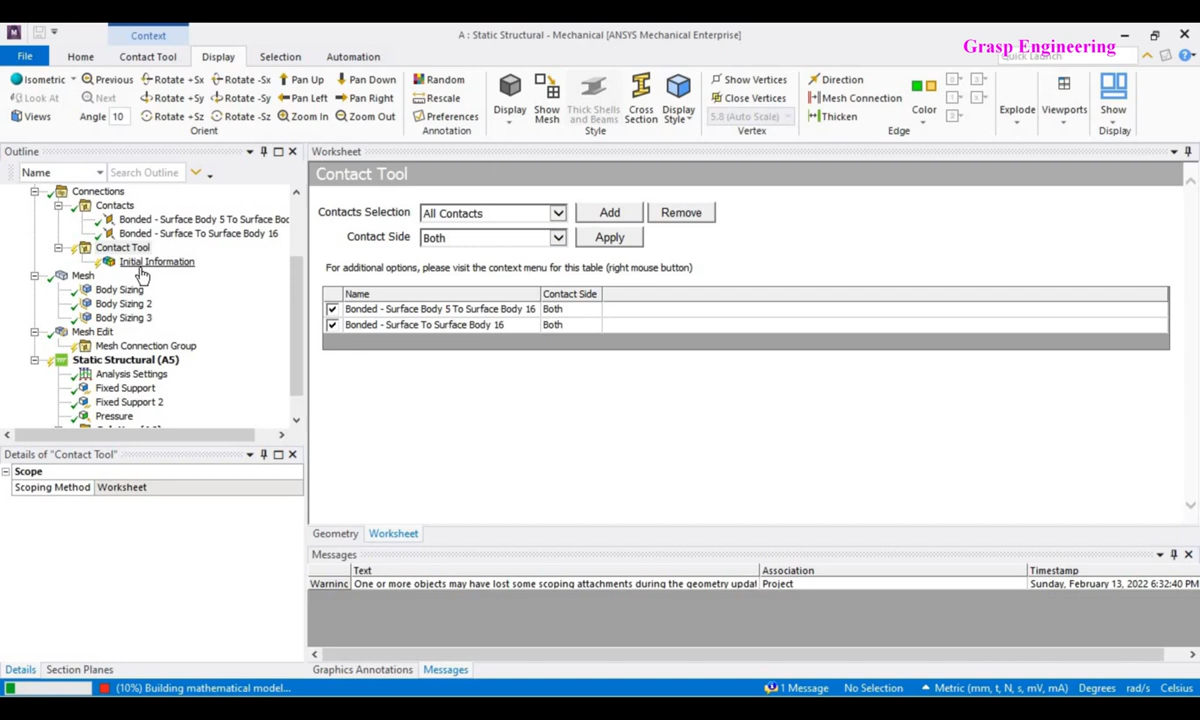 Context
A : Static Structural - Mechanical [ANSYS Mechanical Enterprise]
Grasp Engineering
File Home Contact Tool Display Selection Automation
Quick Launch
Isometric Previous Rotate +Sx Rotate -Sx Pan Up Pan Down
Look At Next Rotate +Sy Rotate -Sy Pan Left Pan Right
Views Angle 10 Rotate +Sz Rotate -Sz Zoom In Zoom Out
Orient
Random
Rescale
Preferences
Annotation
Display
Show Mesh
Thick Shells and Beams
Cross Section
Display Style
Style
Show Vertices
Close Vertices
5.8 (Auto Scale)
Vertex
Direction
Mesh Connection
Thicken
Color
Edge
Explode
Viewports
Show
Display
Outline
Name Search Outline
Connections
Contacts
Bonded - Surface Body 5 To Surface Boc
Bonded - Surface To Surface Body 16
Contact Tool
Initial Information
Mesh
Body Sizing
Body Sizing 2
Body Sizing 3
Mesh Edit
Mesh Connection Group
Static Structural (A5)
Analysis Settings
Fixed Support
Fixed Support 2
Pressure
Details of "Contact Tool"
Scope
Scoping Method Worksheet
Details Section Planes
Worksheet
Contact Tool
Contacts Selection All Contacts Add Remove
Contact Side Both Apply
For additional options, please visit the context menu for this table (right mouse button)
Name Contact Side
Bonded - Surface Body 5 To Surface Body 16 Both
Bonded - Surface To Surface Body 16 Both
Geometry Worksheet
Messages
Text Association Timestamp
Warninc One or more objects may have lost some scoping attachments during the geometry updat Project Sunday, February 13, 2022 6:32:40 PM
Graphics Annotations Messages
(10%) Building mathematical model... 1 Message No Selection Metric (mm, t, N, s, mV, mA) Degrees rad/s Celsius